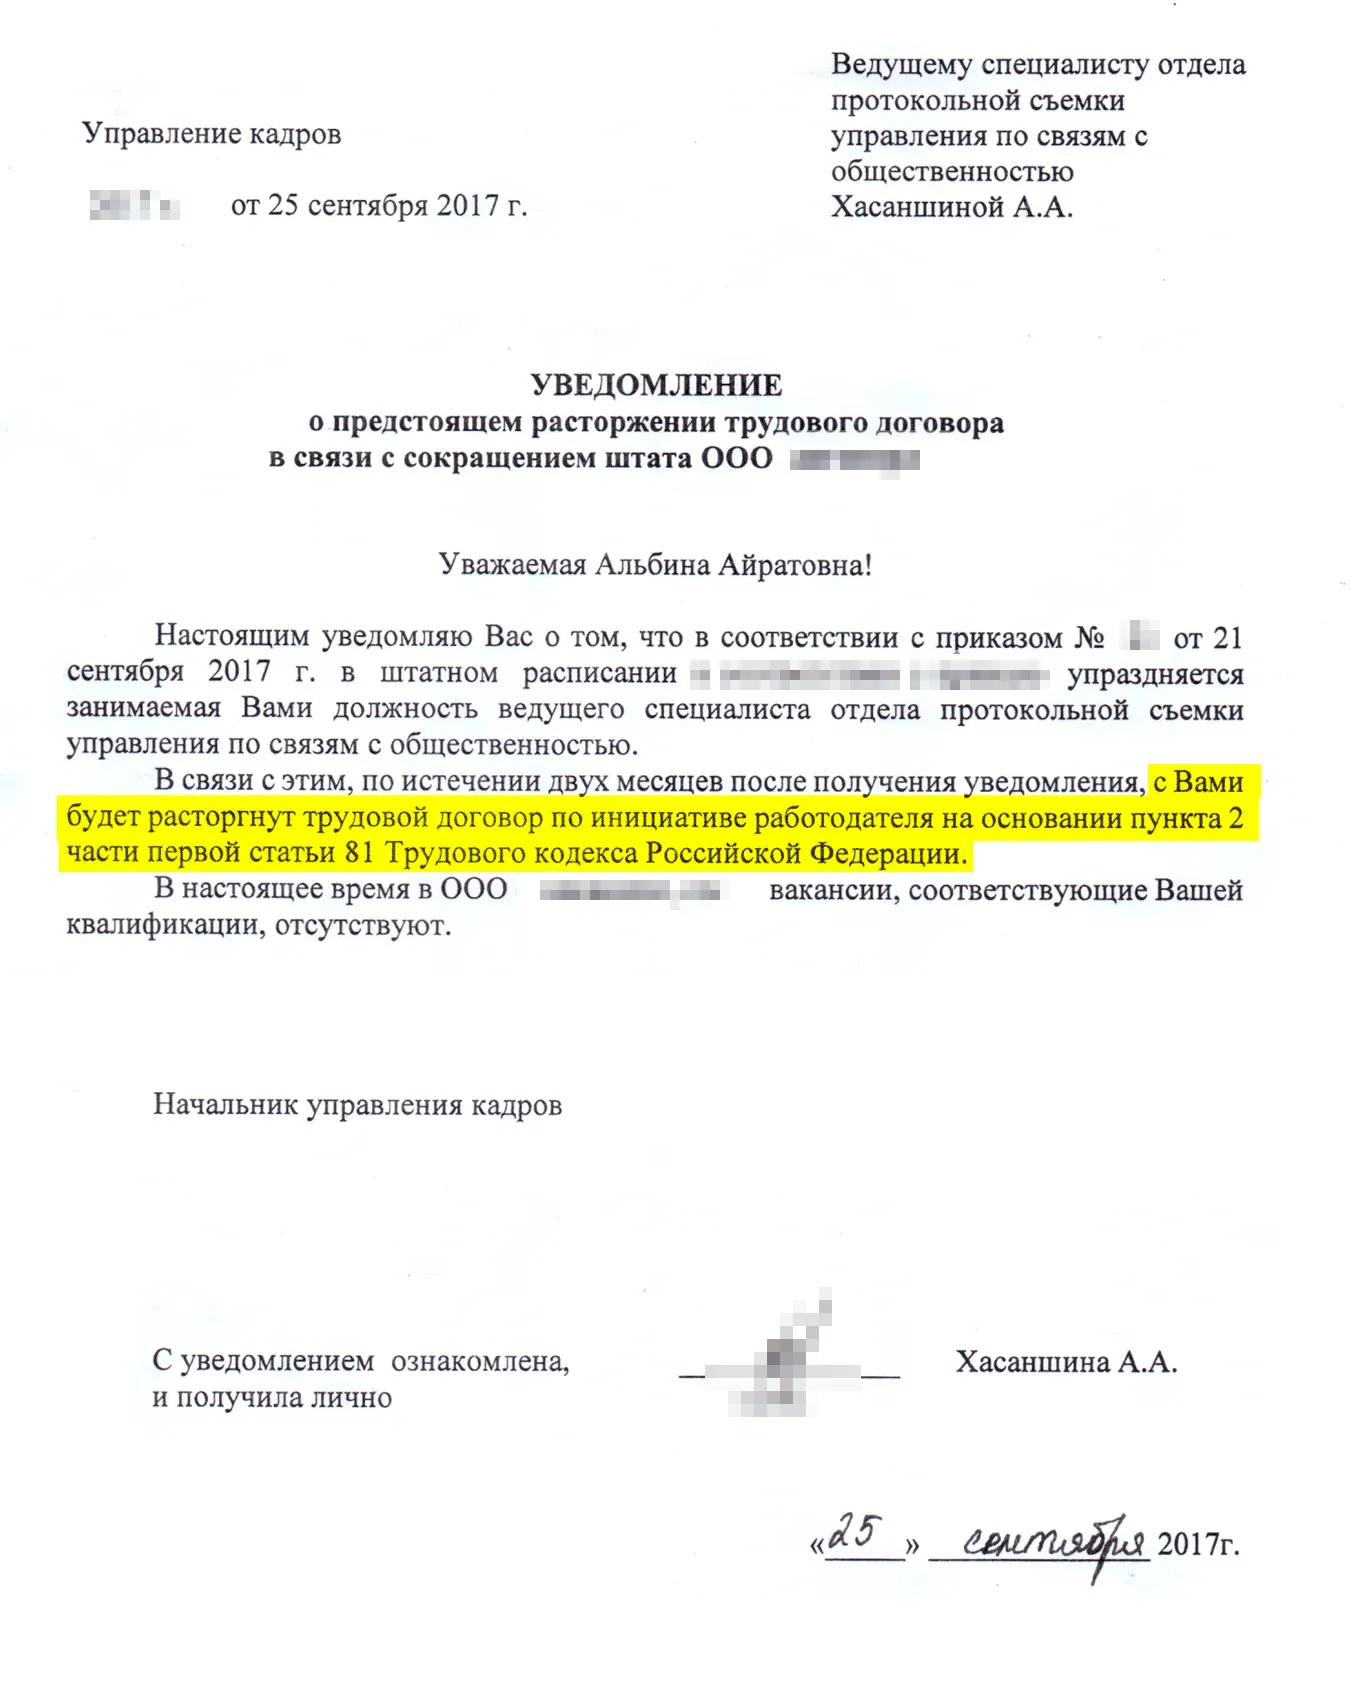 Ведущему специалисту отдела
протокольной съемки
управления по связям с
общественностью
Хасаншиной А.А.
Управление кадров
от 25 сентября 2017 г.
УВЕДОМЛЕНИЕ
о предстоящем расторжении трудового договора
в связи с сокращением штата ООО
Уважаемая Альбина Айратовна!
Настоящим уведомляю Вас о том, что в соответствии с приказом № от 21
сентября 2017 г. в штатном расписании упраздняется
занимаемая Вами должность ведущего специалиста отдела протокольной съемки
управления по связям с общественностью.
В связи с этим, по истечении двух месяцев после получения уведомления, с Вами
будет расторгнут трудовой договор по инициативе работодателя на основании пункта 2
части первой статьи 81 Трудового кодекса Российской Федерации.
В настоящее время в ООО вакансии, соответствующие Вашей
квалификации, отсутствуют.
Начальник управления кадров
С уведомлением ознакомлена, Хасаншина А.А.
и получила лично
«25» сентября 2017г.